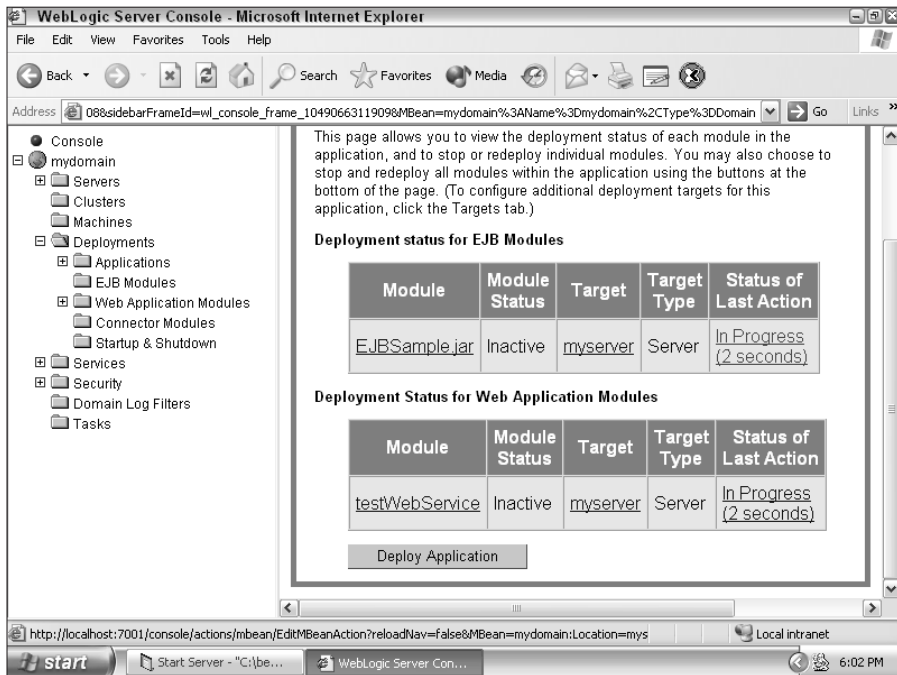 WebLogic Server Console - Microsoft Internet Explorer
File Edit View Favorites Tools Help
Back Search Favorites Media
Address 08&sidebarFrameId=wl_console_frame_1049066311909&MBean=mydomain%3AName%3Dmydomain%2CType%3DDomain Go Links »
Console
mydomain
Servers
Clusters
Machines
Deployments
Applications
EJB Modules
Web Application Modules
Connector Modules
Startup & Shutdown
Services
Security
Domain Log Filters
Tasks
This page allows you to view the deployment status of each module in the
application, and to stop or redeploy individual modules. You may also choose to
stop and redeploy all modules within the application using the buttons at the
bottom of the page. (To configure additional deployment targets for this
application, click the Targets tab.)
Deployment status for EJB Modules
Module Module Status Target Target Type Status of Last Action
EJBSample.jar Inactive myserver Server In Progress (2 seconds)
Deployment Status for Web Application Modules
Module Module Status Target Target Type Status of Last Action
testWebService Inactive myserver Server In Progress (2 seconds)
Deploy Application
http://localhost:7001/console/actions/mbean/EditMBeanAction?reloadNav=false&MBean=mydomain:Location=mys Local intranet
start Start Server - "C:\be... WebLogic Server Con... 6:02 PM